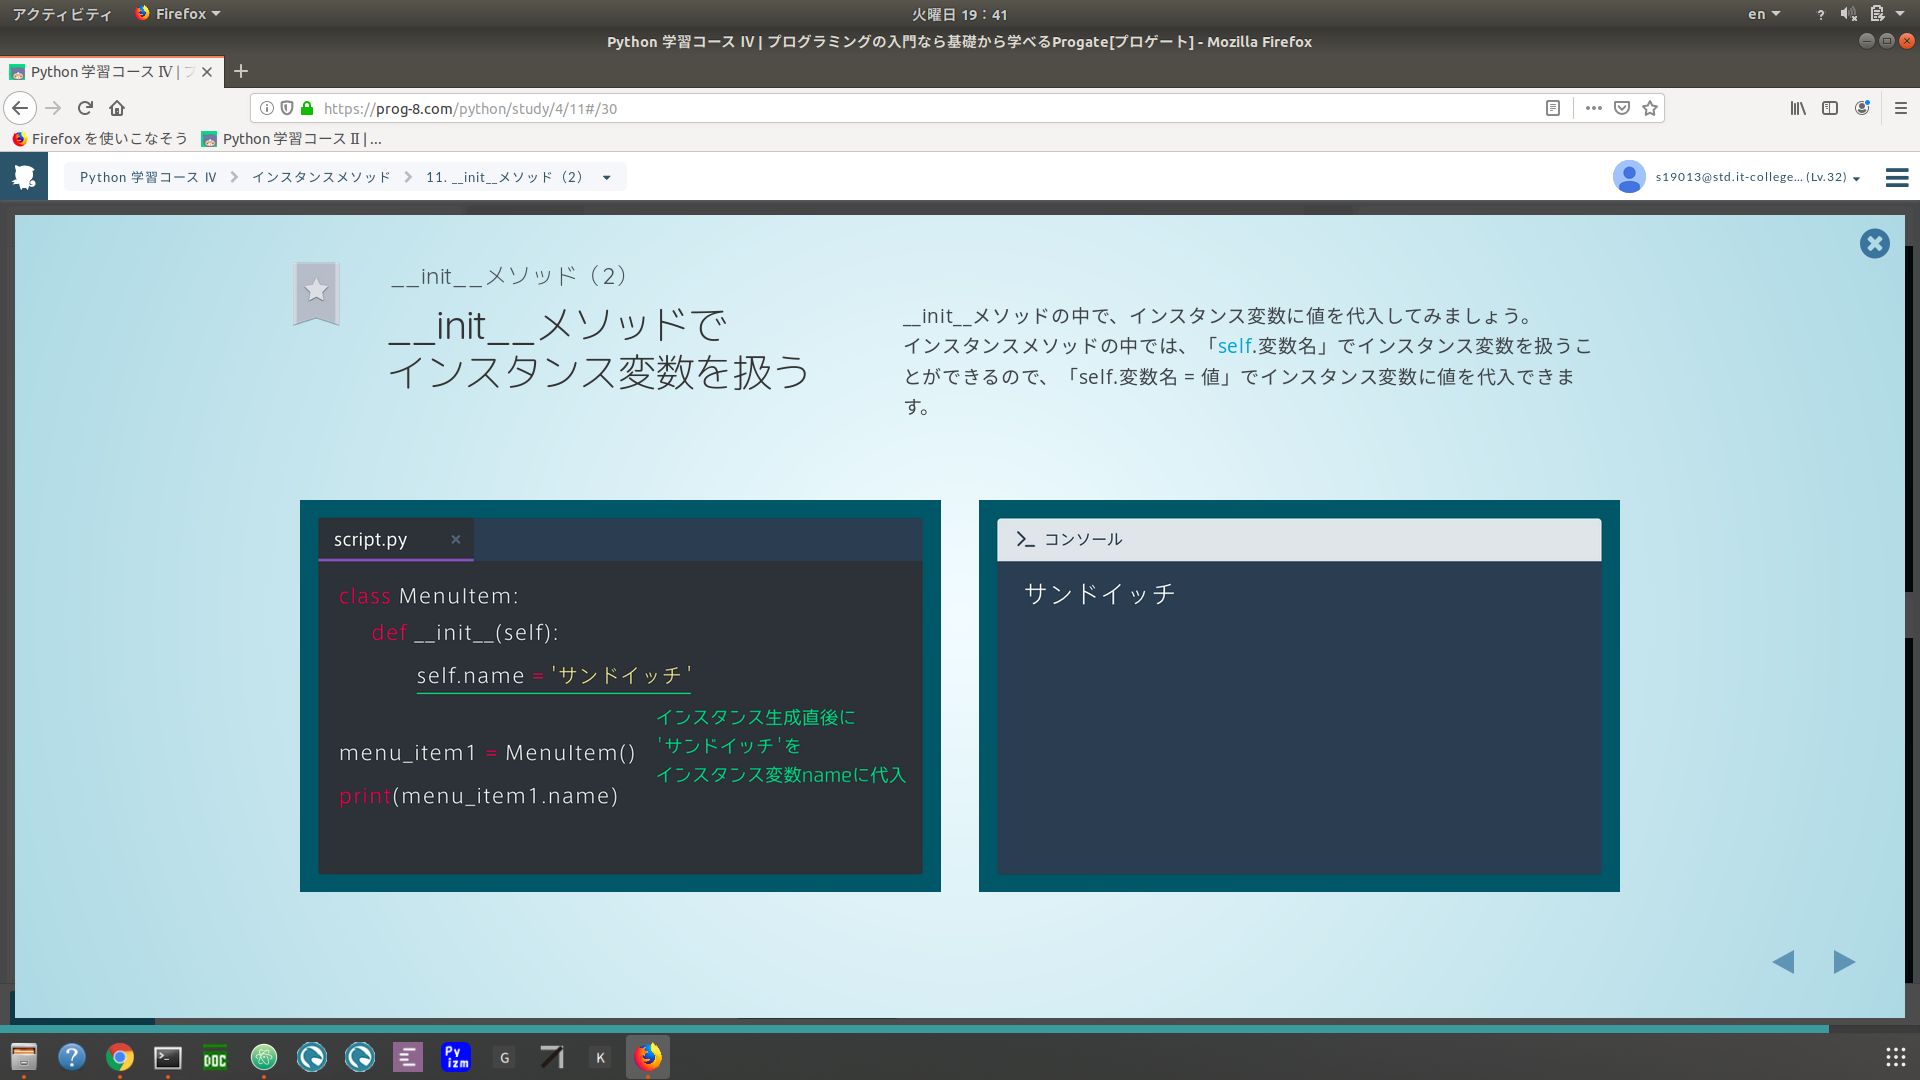 アクティビティ
Firefox
火曜日 19：41
en
Python 学習コース Ⅳ | プログラミングの入門なら基礎から学べるProgate[プロゲート] - Mozilla Firefox
Python 学習コース Ⅳ |
https://prog-8.com/python/study/4/11#/30
Firefox を使いこなそう
Python 学習コース Ⅱ | ...
Python 学習コース Ⅳ
インスタンスメソッド
11. __init__メソッド（2）
s19013@std.it-college... (Lv.32)
__init__メソッド（2）
__init__メソッドで
インスタンス変数を扱う
__init__メソッドの中で、インスタンス変数に値を代入してみましょう。
インスタンスメソッドの中では、「self.変数名」でインスタンス変数を扱うこ
とができるので、「self.変数名 = 値」でインスタンス変数に値を代入できま
す。
script.py
class MenuItem:
def __init__(self):
self.name = 'サンドイッチ'
インスタンス生成直後に
'サンドイッチ'を
インスタンス変数nameに代入
menu_item1 = MenuItem()
print(menu_item1.name)
コンソール
サンドイッチ
DOC
Py
izm
G
K